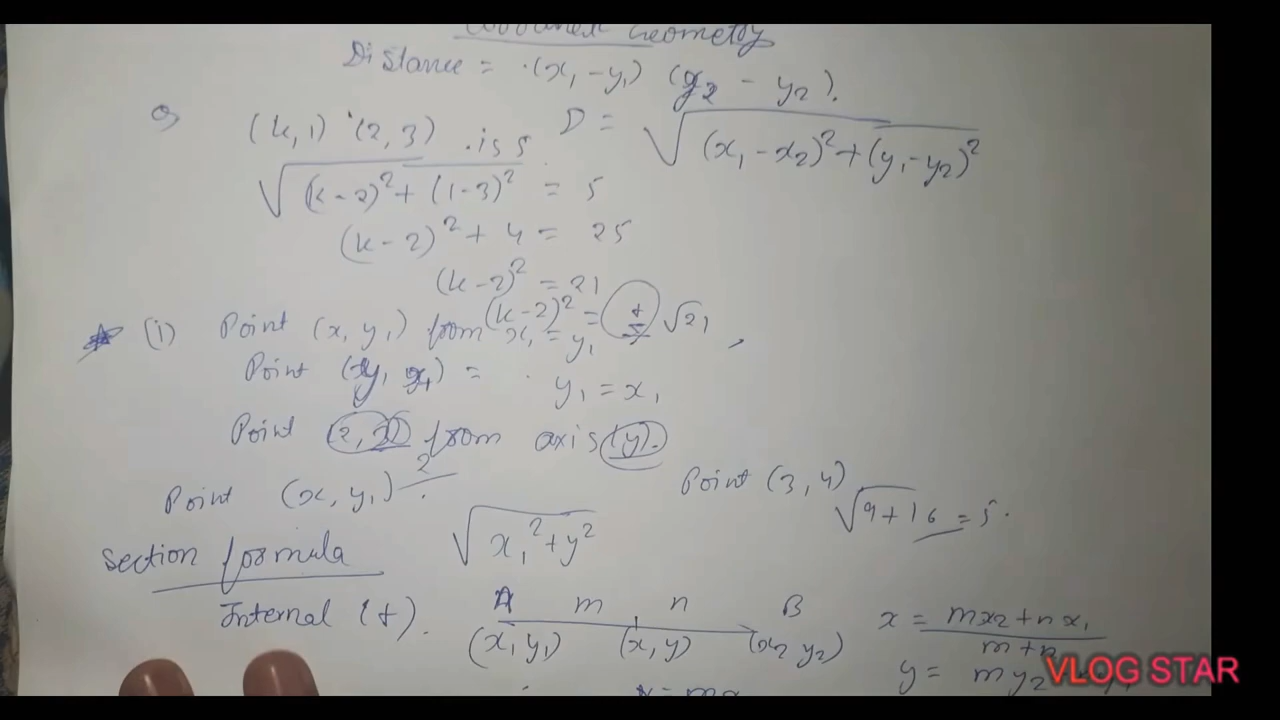 Geometry
Distance = (x₁ - y₁) (x₂ - y₂).
Q (k, 1) (2, 3) is 5 D = √(x₁ - x₂)² + (y₁ - y₂)²
√(k - 2)² + (1 - 3)² = 5
(k - 2)² + 4 = 25
(k - 2)² = 21
(k - 2)² = ± √21
(i) Point (x, y₁) from x₁ = y₁
Point = y₁ = x₁
Point (2, 3) from axis (y).
2
Point (x, y₁) . Point (3, 4)
√9 + 16 = 5.
√x₁² + y²
Section formula
Internal (+). A m n B
(x₁ y₁) (x, y) (x₂ y₂)
x = mx₂ + nx₁
m + n
y = my₂
VLOG STAR